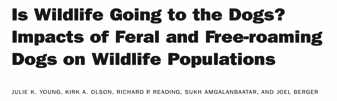 Is Wildlife Going to the Dogs?
Impacts of Feral and Free-roaming
Dogs on Wildlife Populations
JULIE K. YOUNG, KIRK A. OLSON, RICHARD P. READING, SUKH AMGALANBAATAR, AND JOEL BERGER